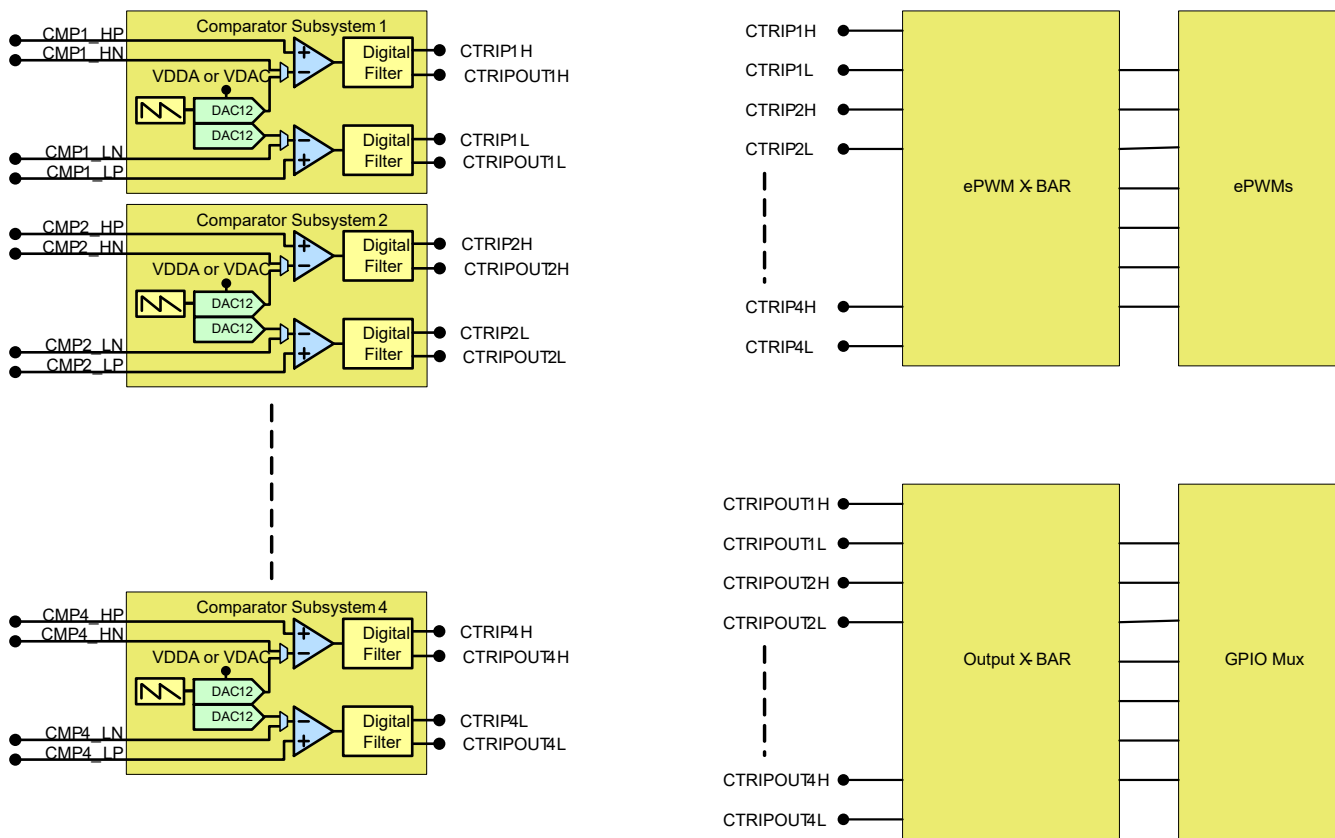 Comparator Subsystem 1
CMP1_HP
CMP1_HN
VDDA or VDAC
DAC12
DAC12
CMP1_LN
CMP1_LP
Digital
Filter
Digital
Filter
CTRIP1H
CTRIPOUT1H
CTRIP1L
CTRIPOUT1L
Comparator Subsystem 2
CMP2_HP
CMP2_HN
VDDA or VDAC
DAC12
DAC12
CMP2_LN
CMP2_LP
Digital
Filter
Digital
Filter
CTRIP2H
CTRIPOUT2H
CTRIP2L
CTRIPOUT2L
Comparator Subsystem 4
CMP4_HP
CMP4_HN
VDDA or VDAC
DAC12
DAC12
CMP4_LN
CMP4_LP
Digital
Filter
Digital
Filter
CTRIP4H
CTRIPOUT4H
CTRIP4L
CTRIPOUT4L
CTRIP1H
CTRIP1L
CTRIP2H
CTRIP2L
CTRIP4H
CTRIP4L
ePWM X-BAR
ePWMs
CTRIPOUT1H
CTRIPOUT1L
CTRIPOUT2H
CTRIPOUT2L
CTRIPOUT4H
CTRIPOUT4L
Output X-BAR
GPIO Mux